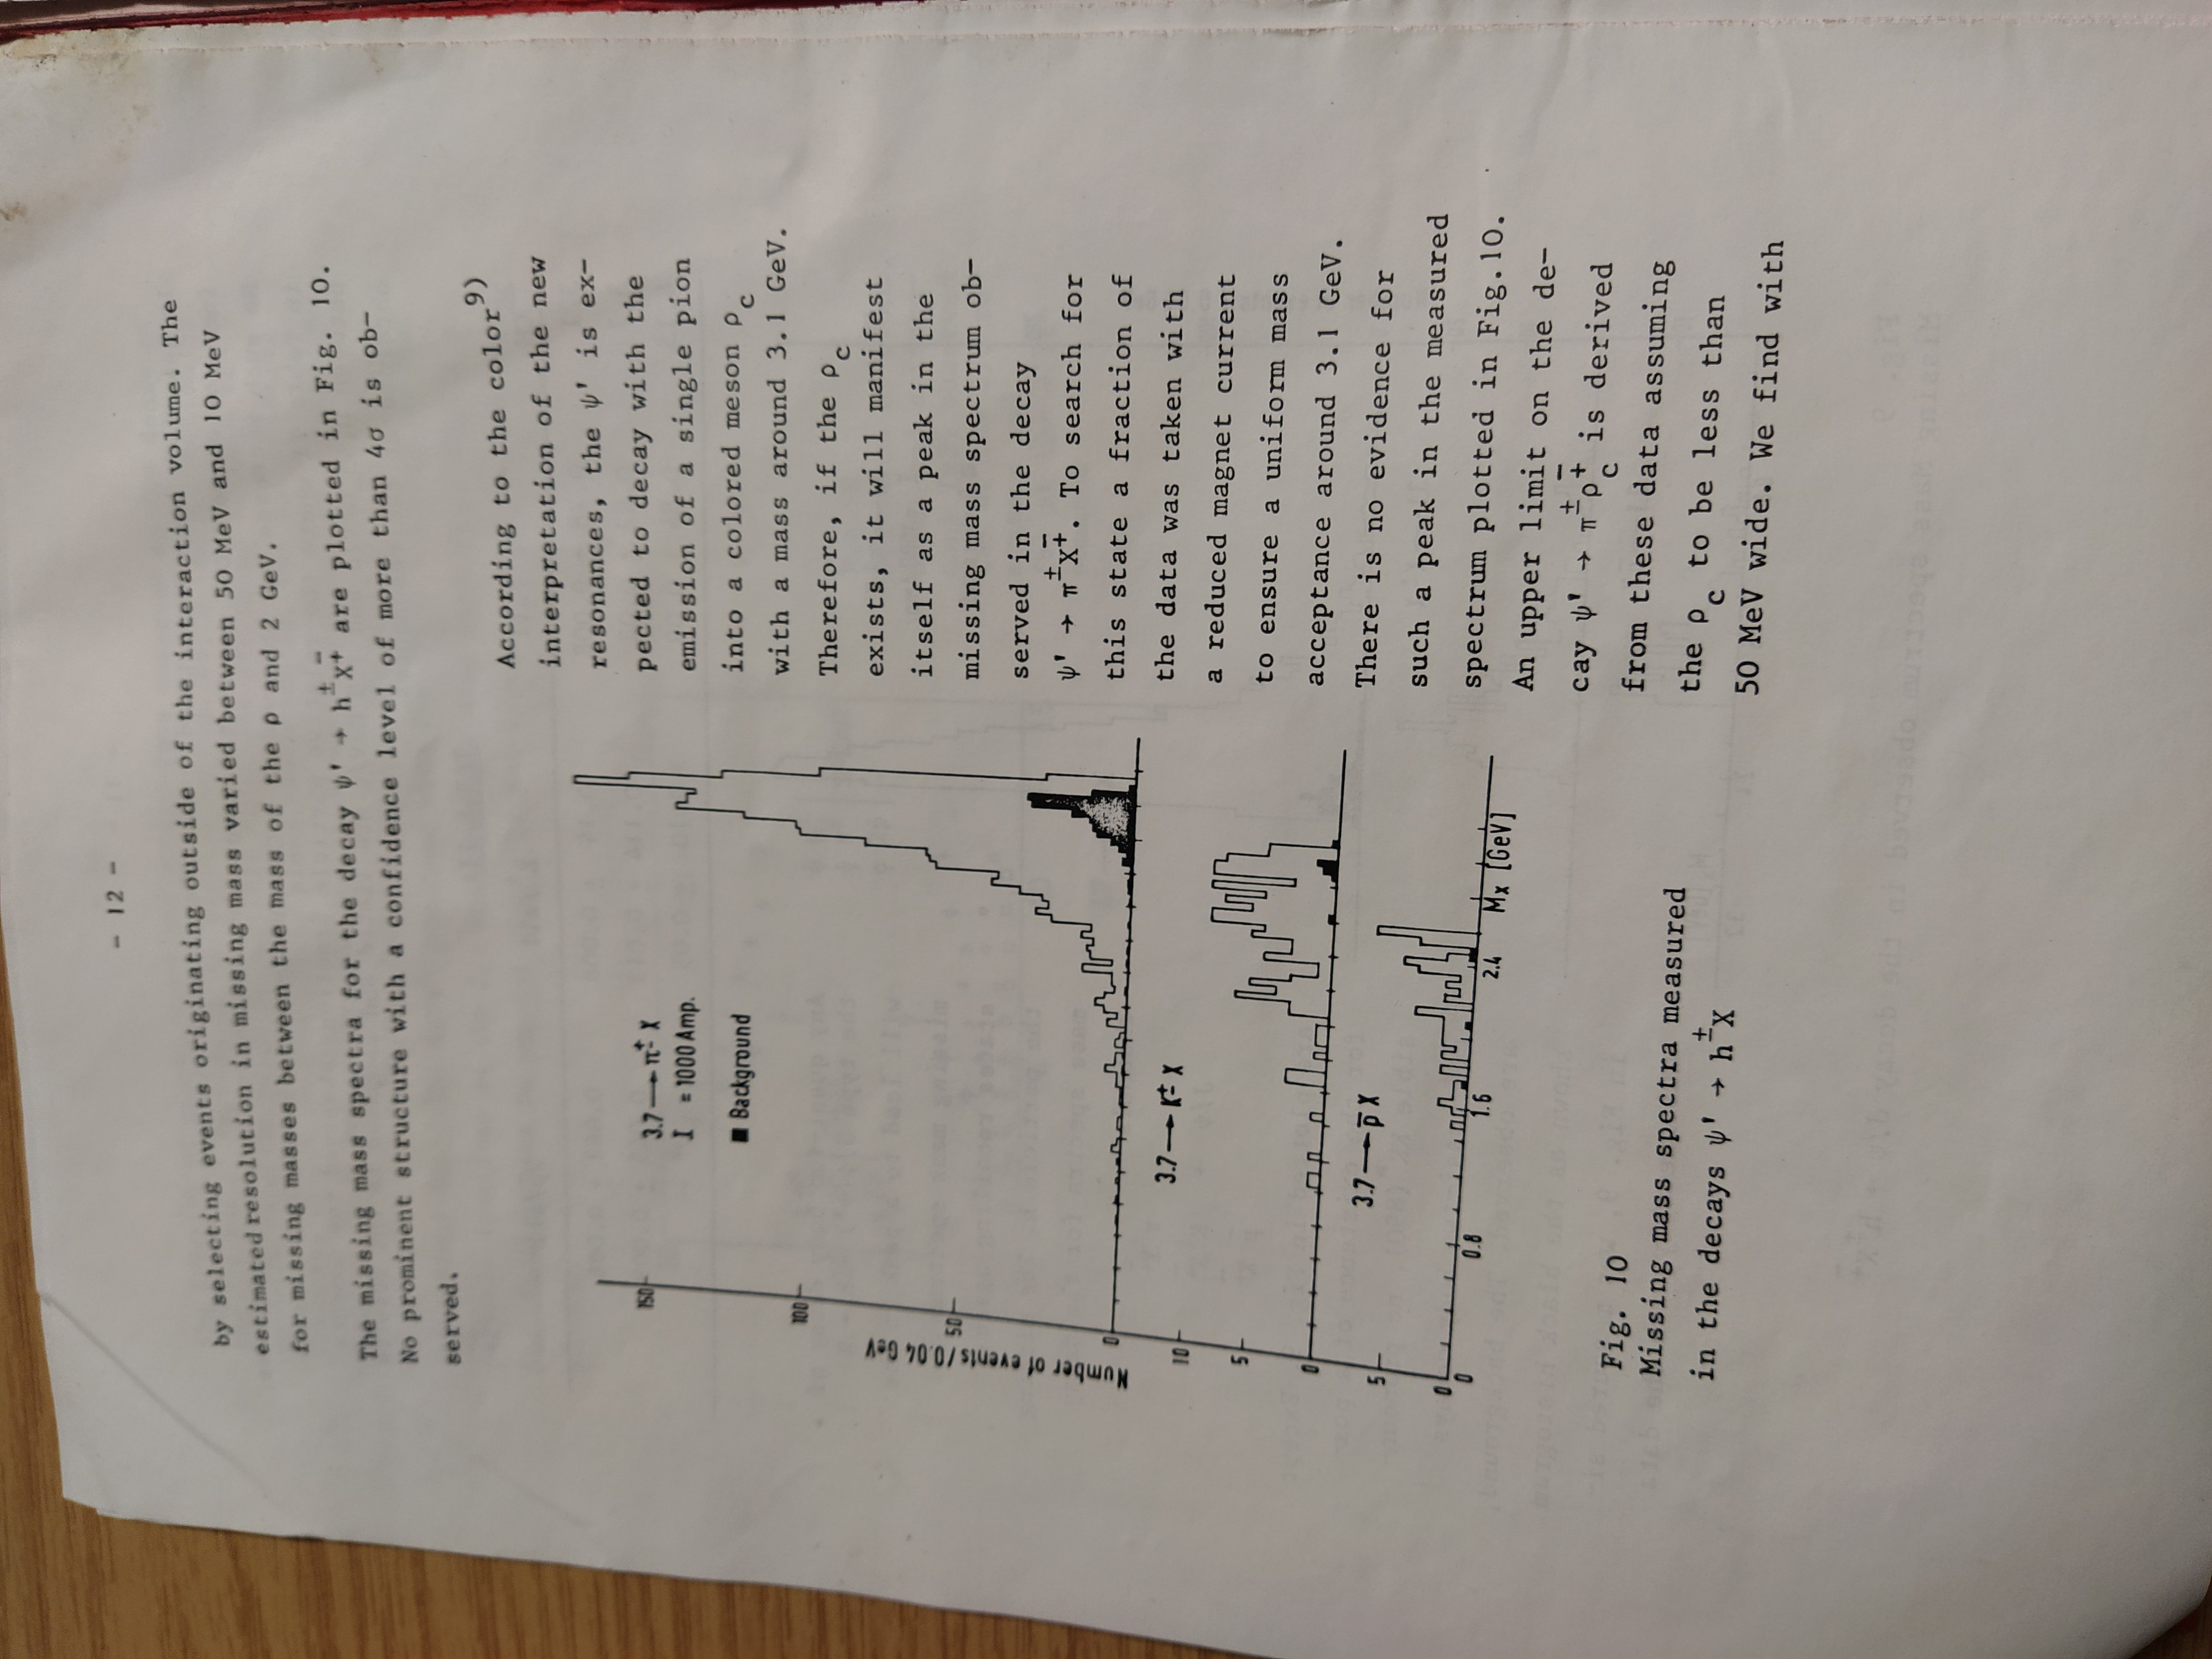 - 12 -
by selecting events originating outside of the interaction volume. The
estimated resolution in missing mass varied between 50 MeV and 10 MeV
for missing masses between the mass of the ρ and 2 GeV.
The missing mass spectra for the decay ψ' → h±X∓ are plotted in Fig. 10.
No prominent structure with a confidence level of more than 4σ is ob-
served.
According to the color9)
interpretation of the new
resonances, the ψ' is ex-
pected to decay with the
emission of a single pion
into a colored meson ρc
with a mass around 3.1 GeV.
Therefore, if the ρc
exists, it will manifest
itself as a peak in the
missing mass spectrum ob-
served in the decay
ψ' → π±X∓. To search for
this state a fraction of
the data was taken with
a reduced magnet current
to ensure a uniform mass
acceptance around 3.1 GeV.
There is no evidence for
such a peak in the measured
spectrum plotted in Fig.10.
An upper limit on the de-
cay ψ' → π±ρc∓ is derived
from these data assuming
the ρc to be less than
50 MeV wide. We find with
3.7 → π± X
I = 1000 Amp.
■ Background
150
100
50
0
Number of events / 0.04 GeV
3.7 → K± X
10
5
0
3.7 → p̄ X
5
0
0
0.8
1.6
2.4
Mx [GeV]
Fig. 10
Missing mass spectra measured
in the decays ψ' → h±X